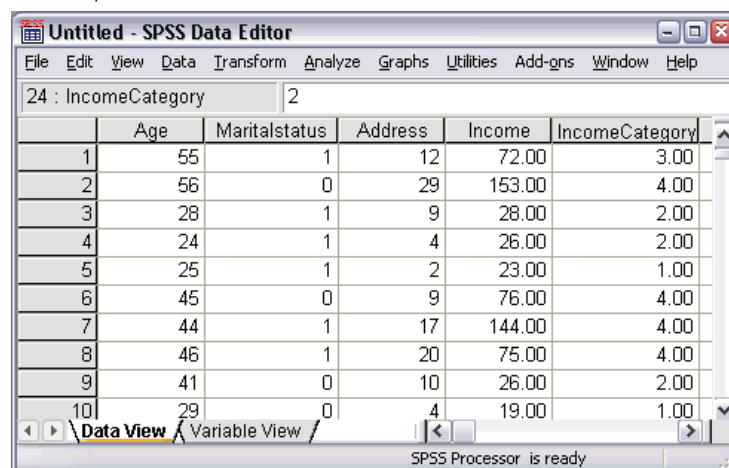 Untitled - SPSS Data Editor
File Edit View Data Transform Analyze Graphs Utilities Add-ons Window Help
24 : IncomeCategory 2
Age Maritalstatus Address Income IncomeCategory
1 55 1 12 72.00 3.00
2 56 0 29 153.00 4.00
3 28 1 9 28.00 2.00
4 24 1 4 26.00 2.00
5 25 1 2 23.00 1.00
6 45 0 9 76.00 4.00
7 44 1 17 144.00 4.00
8 46 1 20 75.00 4.00
9 41 0 10 26.00 2.00
10 29 0 4 19.00 1.00
Data View Variable View
SPSS Processor is ready